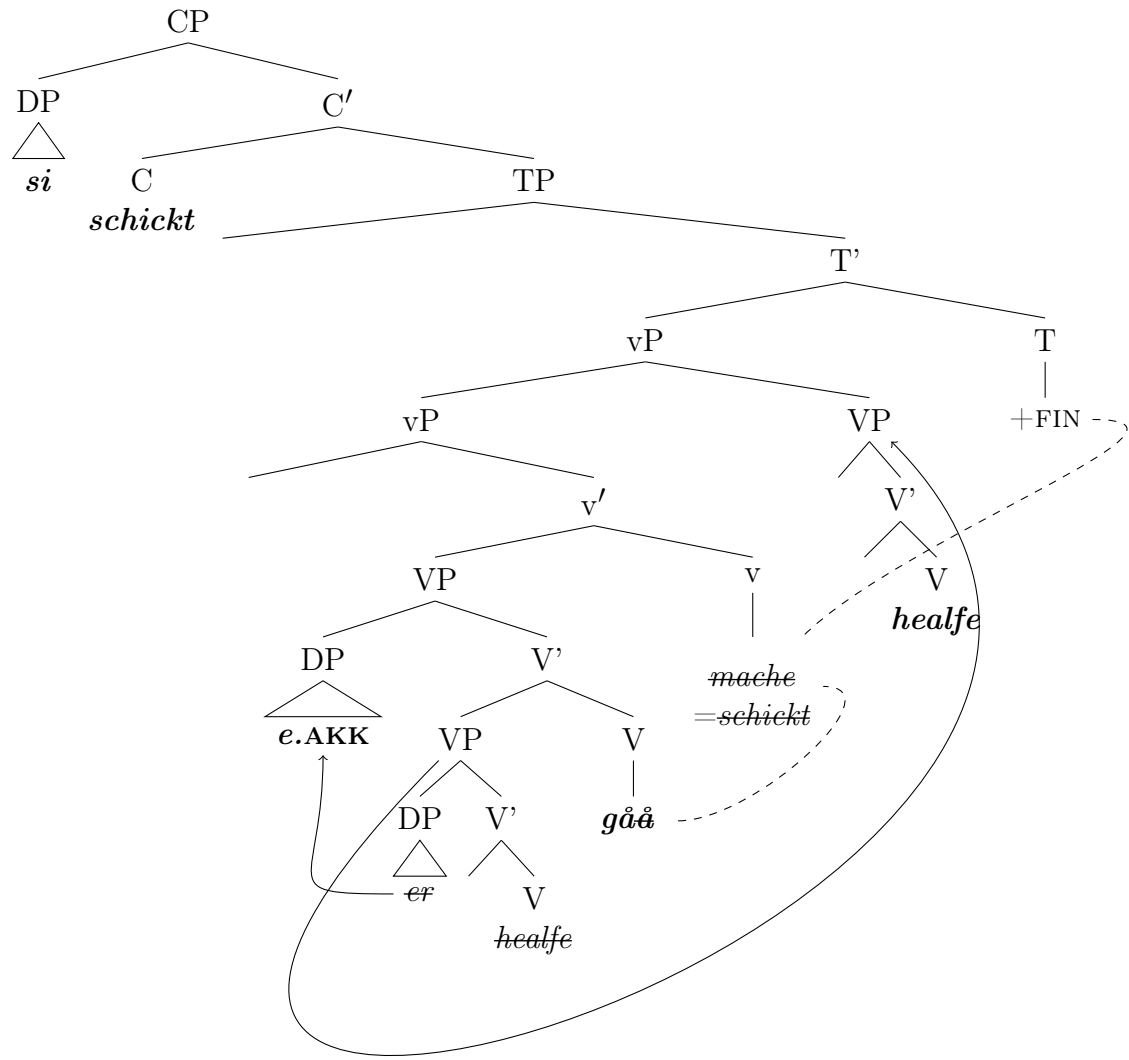 CP
DP C′
si C TP
schickt
T'
vP T
vP VP +FIN
v′ V'
VP v V
healfe
DP V' mache
=schickt
e.AKK VP V
DP V' gåå
er V
healfe